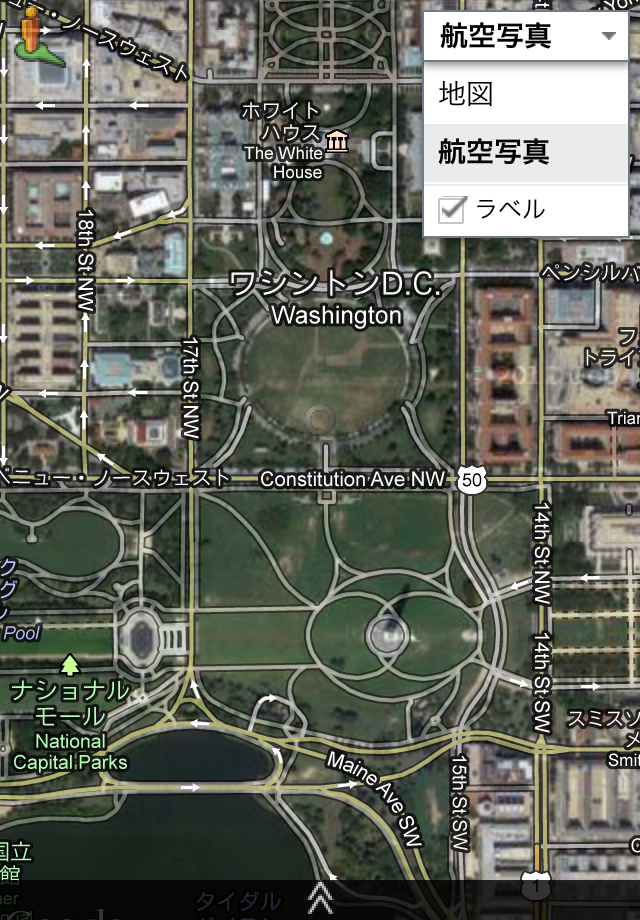 ー・ノースウェスト
航空写真
地図
航空写真
ラベル
ホワイト
ハウス
The White
House
18th St NW
ワシントンD.C.
Washington
ペンシルバ
17th St NW
トライア
Trian
ベニュー・ノースウェスト
Constitution Ave NW
50
14th St NW
ク
グ
ン
Pool
14th St SW
ナショナル
モール
National
Capital Parks
スミスソ
メ
Smit
Maine Ave SW
15th St SW
国立
館
タイダル
1